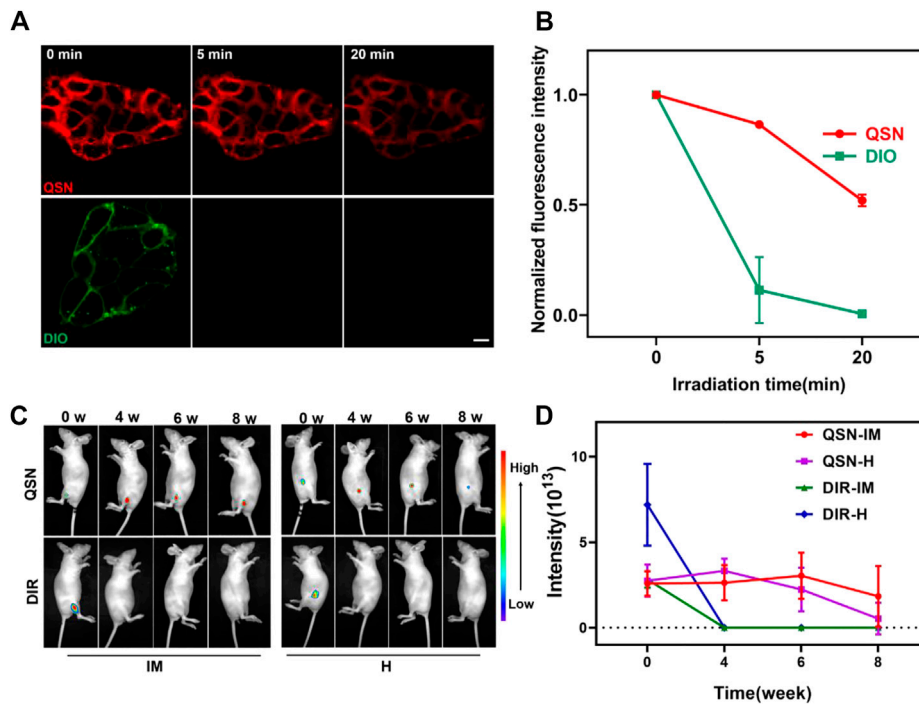 A
0 min
5 min
20 min
QSN
DIO
B
Normalized fluorescence intensity
1.0
0.5
0.0
QSN
DIO
0
5
20
Irradiation time(min)
C
0 w
4 w
6 w
8 w
0 w
4 w
6 w
8 w
QSN
DIR
High
Low
IM
H
D
Intensity(10¹³)
10
5
0
QSN-IM
QSN-H
DIR-IM
DIR-H
0
4
6
8
Time(week)